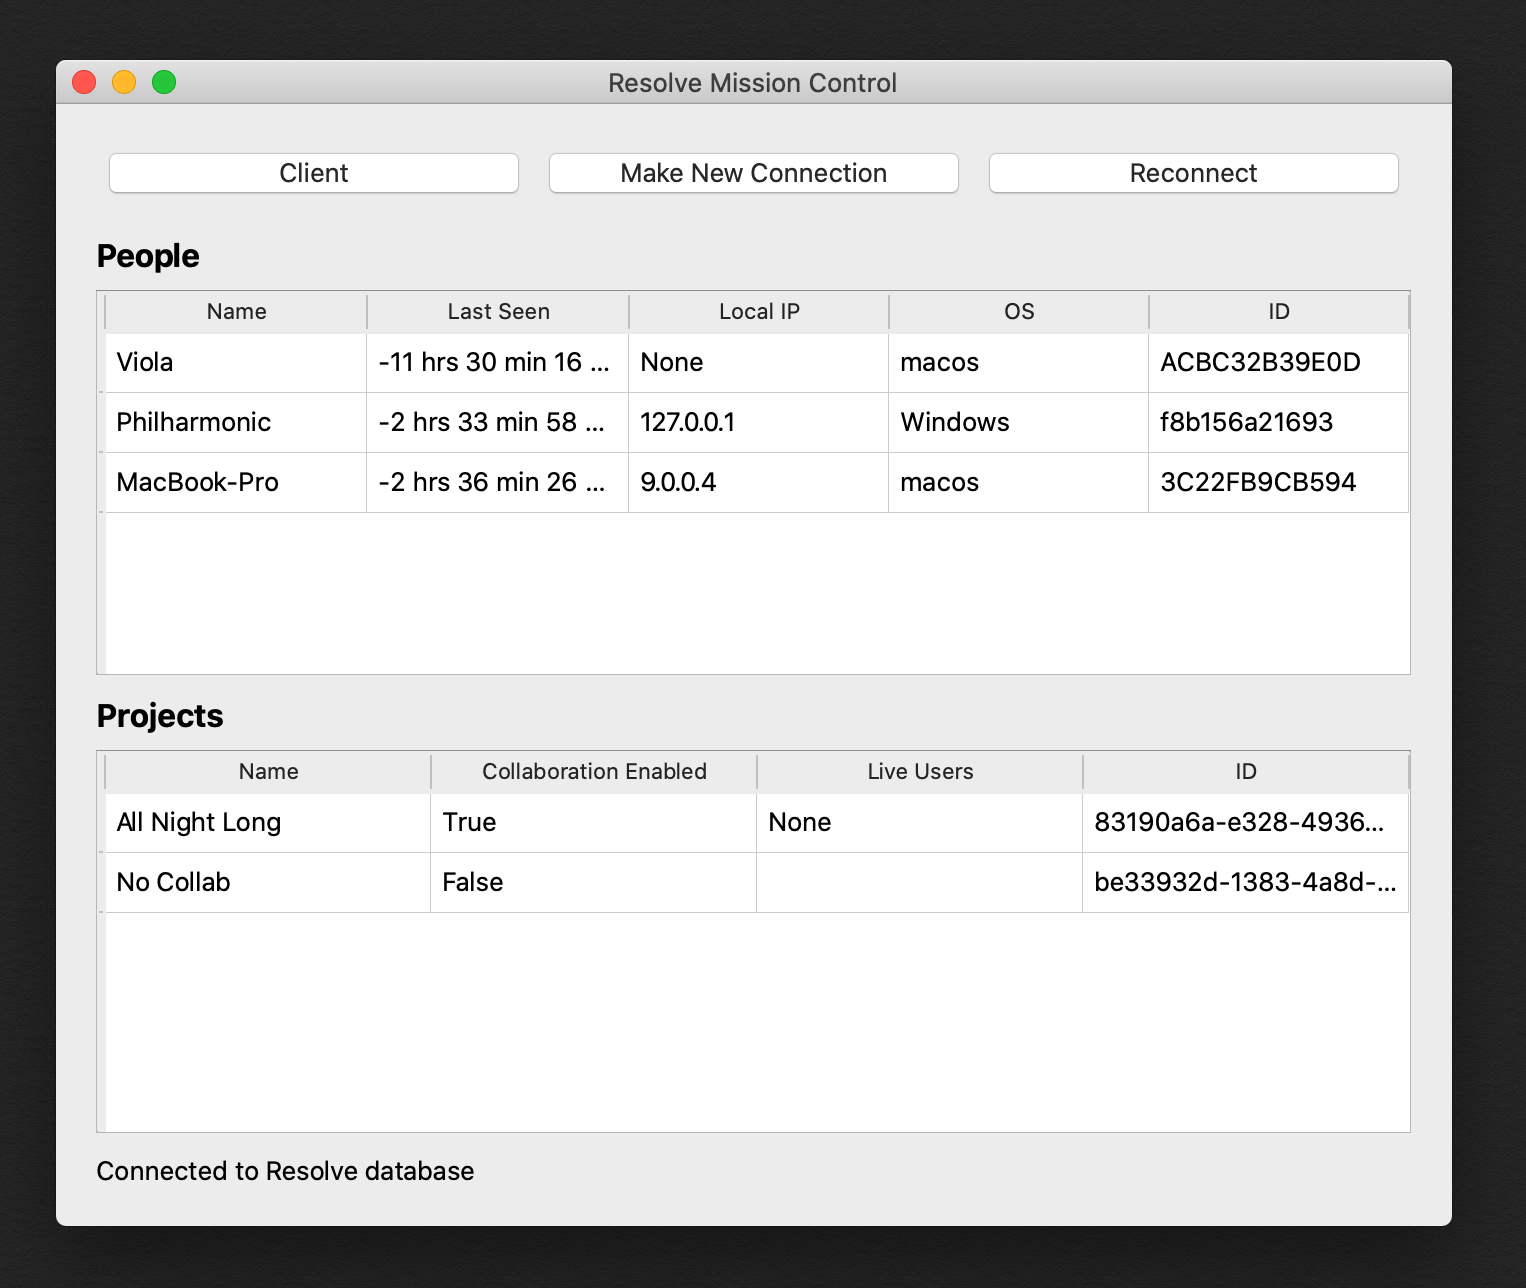 Resolve Mission Control
Client Make New Connection Reconnect
People
Name Last Seen Local IP OS ID
Viola -11 hrs 30 min 16 ... None macos ACBC32B39E0D
Philharmonic -2 hrs 33 min 58 ... 127.0.0.1 Windows f8b156a21693
MacBook-Pro -2 hrs 36 min 26 ... 9.0.0.4 macos 3C22FB9CB594
Projects
Name Collaboration Enabled Live Users ID
All Night Long True None 83190a6a-e328-4936...
No Collab False be33932d-1383-4a8d-...
Connected to Resolve database